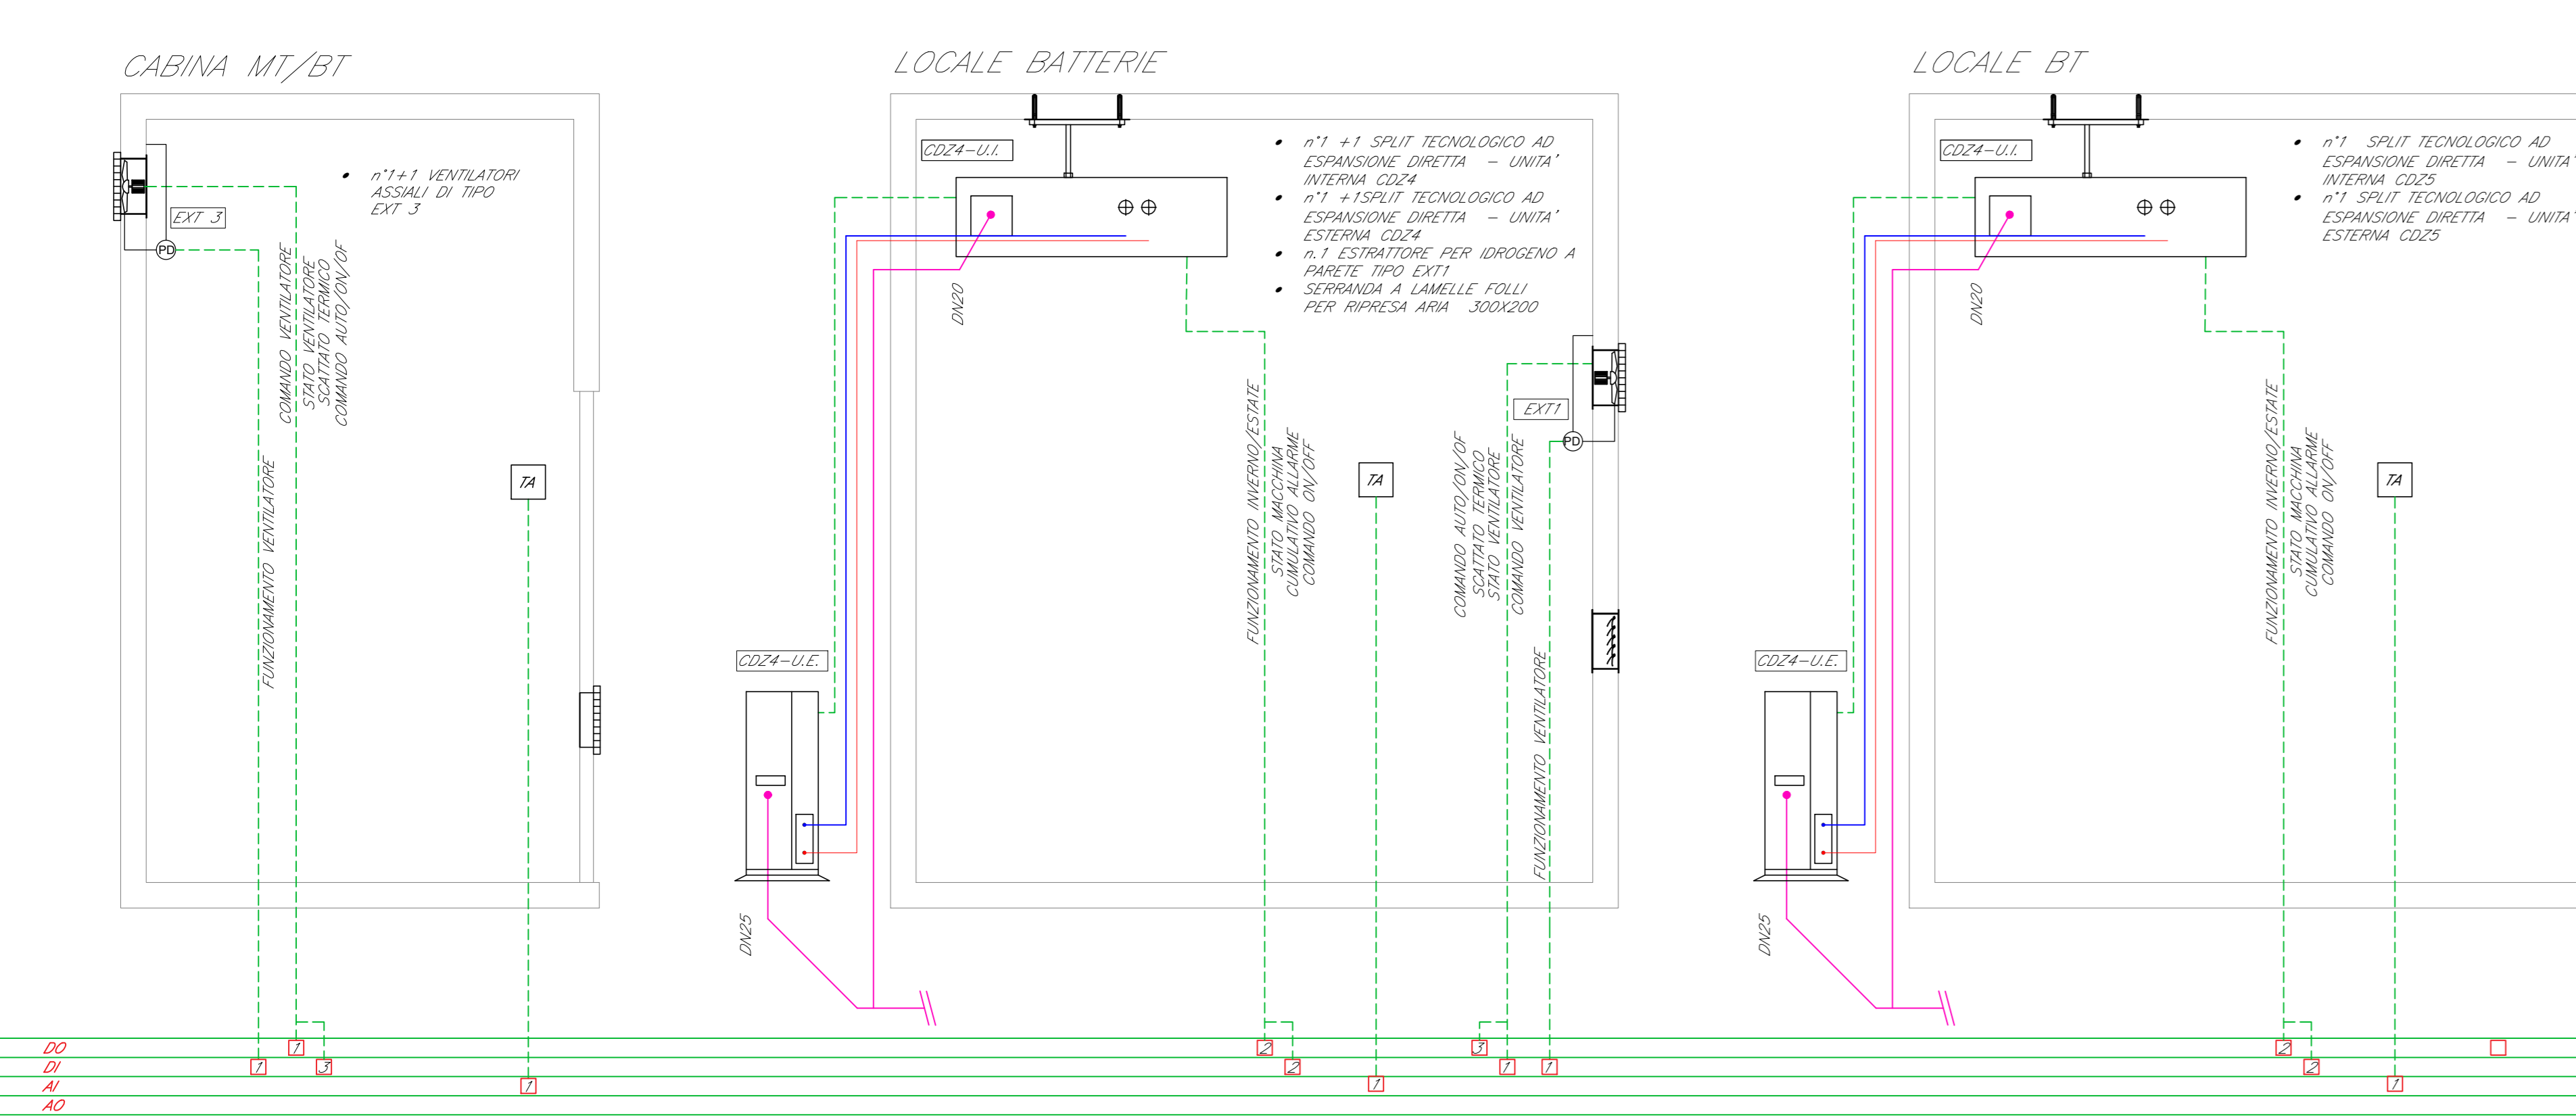 CABINA MT/BT
n°1+1 VENTILATORI
ASSIALI DI TIPO
EXT 3
EXT 3
PD
COMANDO VENTILATORE
STATO VENTILATORE
SCATTATO TERMICO
COMANDO AUTO/ON/OF
FUNZIONAMENTO VENTILATORE
TA
LOCALE BATTERIE
CDZ4-U.I.
n°1 +1 SPLIT TECNOLOGICO AD
ESPANSIONE DIRETTA - UNITA'
INTERNA CDZ4
n°1 +1SPLIT TECNOLOGICO AD
ESPANSIONE DIRETTA - UNITA'
ESTERNA CDZ4
n.1 ESTRATTORE PER IDROGENO A
PARETE TIPO EXT1
SERRANDA A LAMELLE FOLLI
PER RIPRESA ARIA 300X200
DN20
EXT1
PD
FUNZIONAMENTO INVERNO/ESTATE
STATO MACCHINA
CUMULATIVO ALLARME
COMANDO ON/OFF
TA
COMANDO AUTO/ON/OF
SCATTATO TERMICO
STATO VENTILATORE
COMANDO VENTILATORE
FUNZIONAMENTO VENTILATORE
CDZ4-U.E.
DN25
LOCALE BT
CDZ4-U.I.
n°1 SPLIT TECNOLOGICO AD
ESPANSIONE DIRETTA - UNITA'
INTERNA CDZ5
n°1 SPLIT TECNOLOGICO AD
ESPANSIONE DIRETTA - UNITA'
ESTERNA CDZ5
DN20
FUNZIONAMENTO INVERNO/ESTATE
STATO MACCHINA
CUMULATIVO ALLARME
COMANDO ON/OFF
TA
CDZ4-U.E.
DN25
DO 1 2 3 2
DI 1 3 2 1 1 2
AI 1 1 1
AO